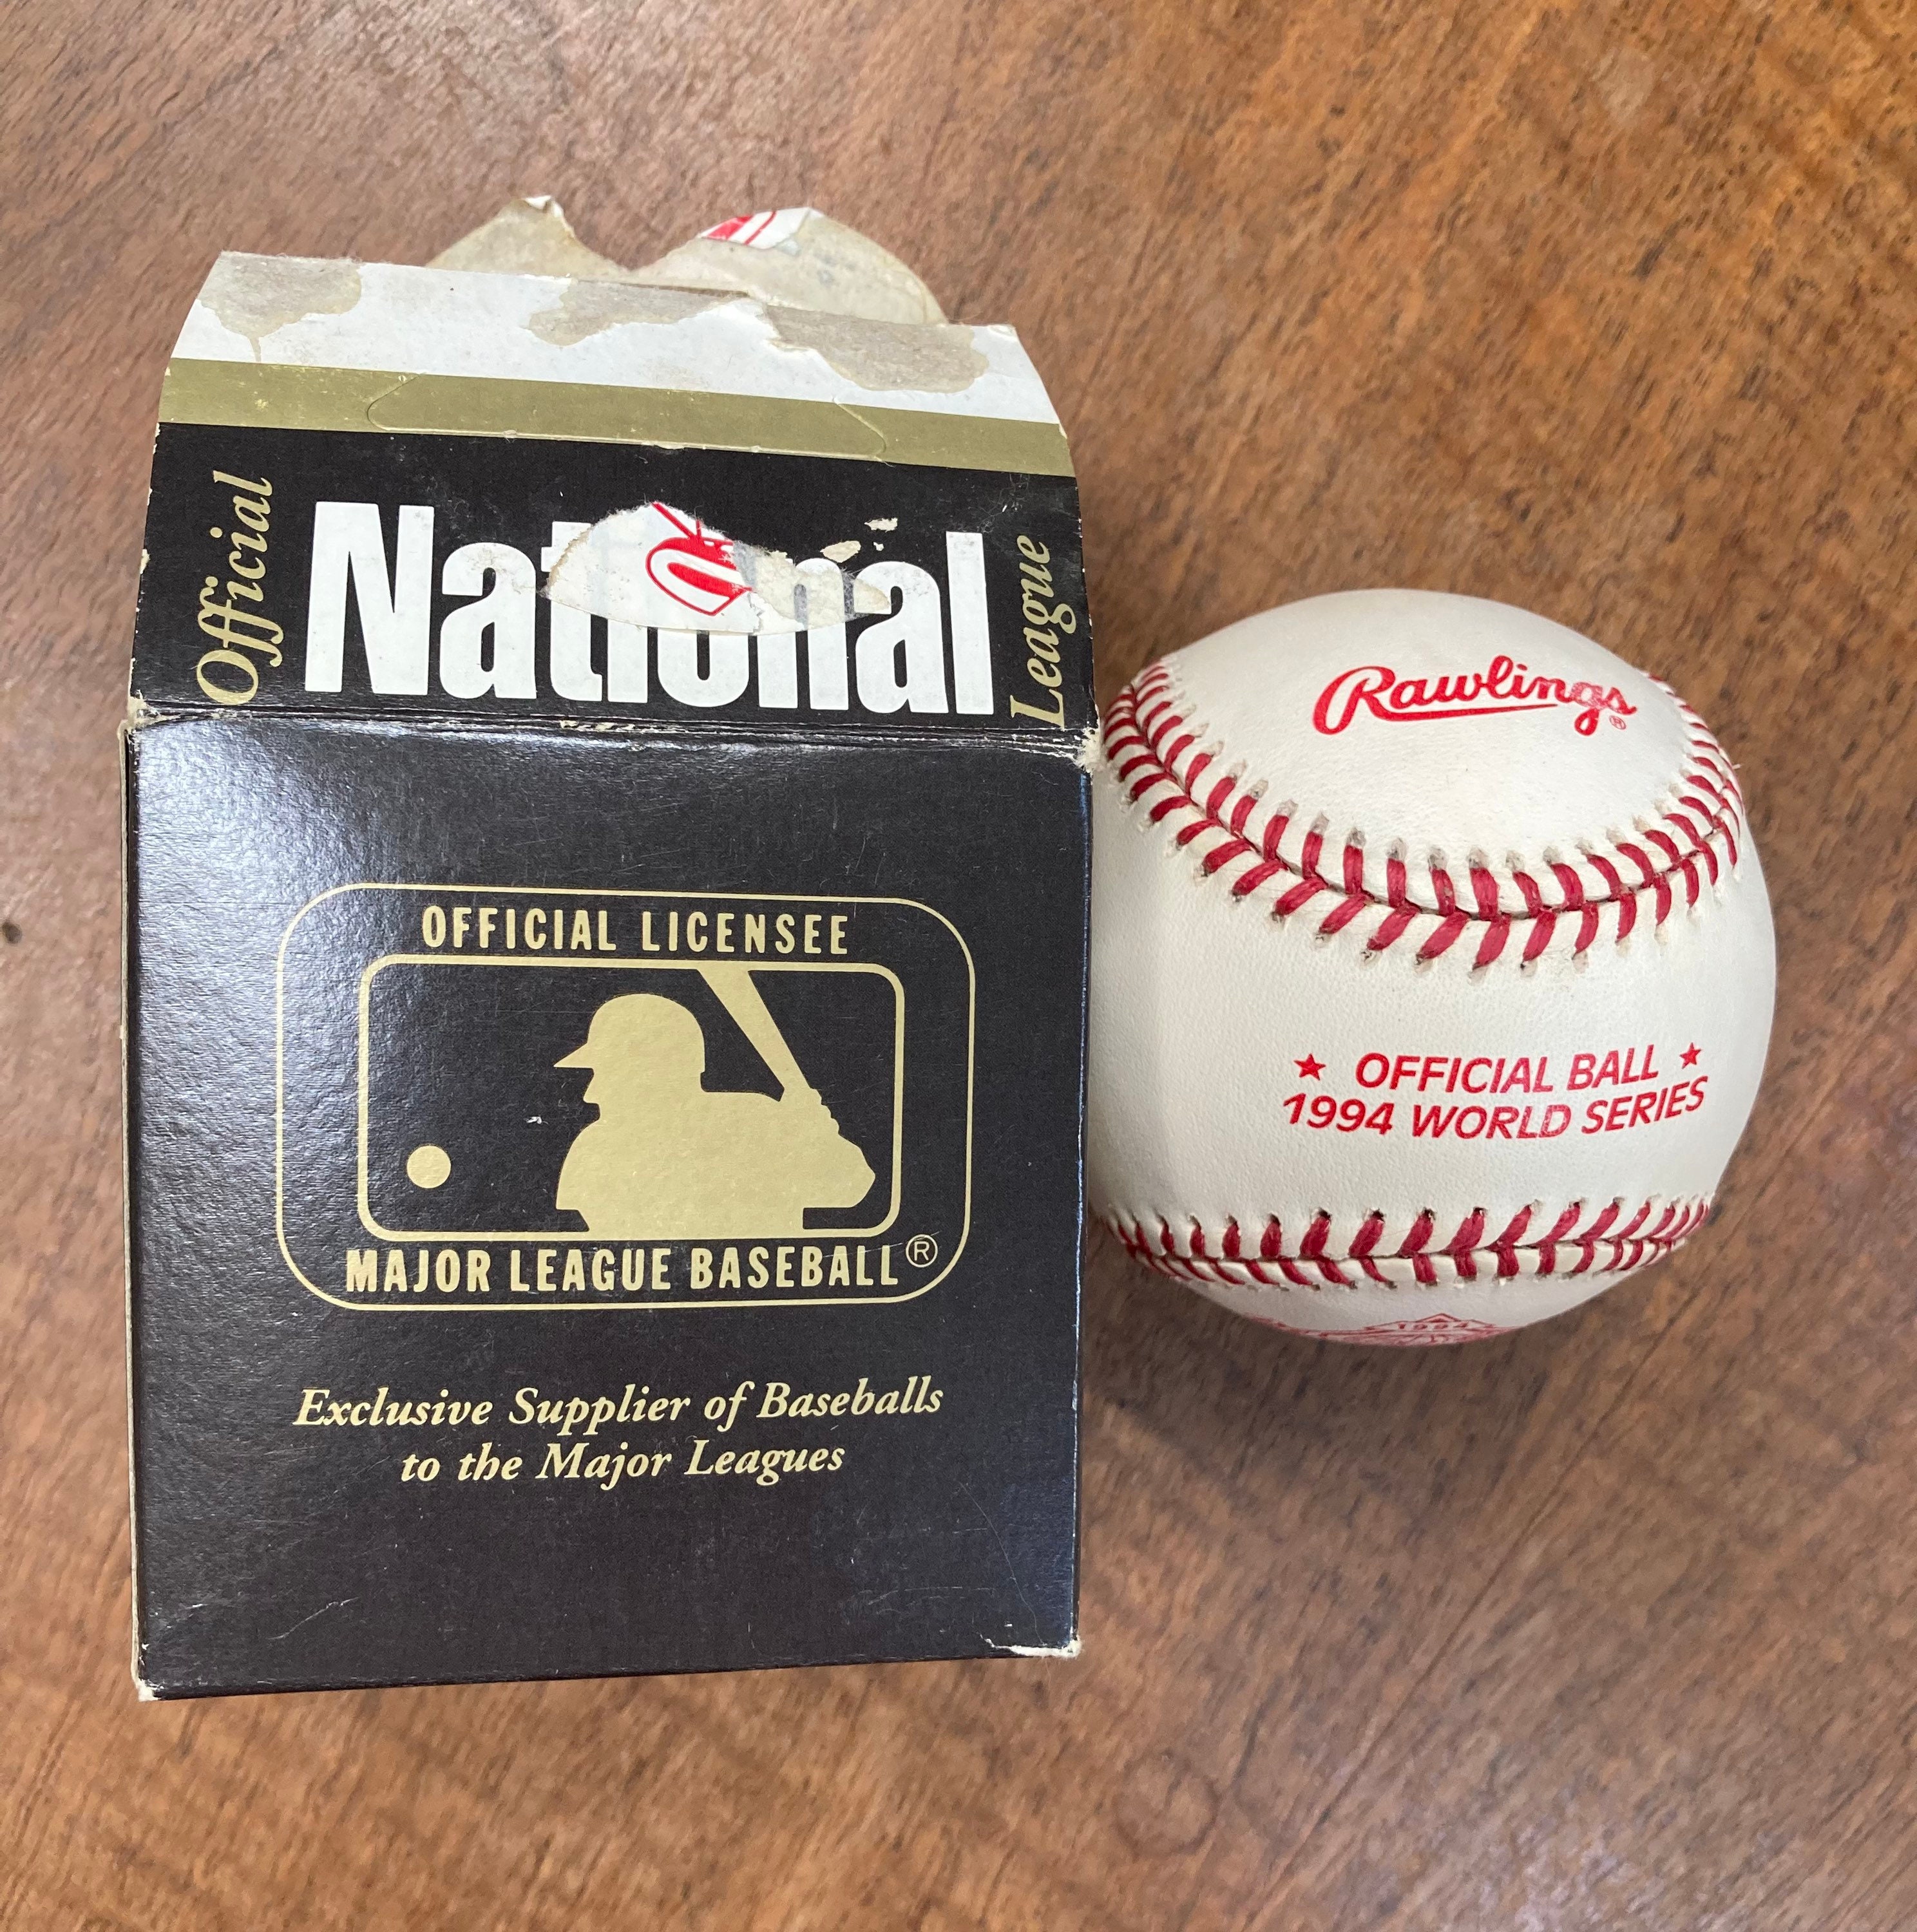 Official
National
League
OFFICIAL LICENSEE
MAJOR LEAGUE BASEBALL®
Exclusive Supplier of Baseballs
to the Major Leagues
Rawlings®
★ OFFICIAL BALL ★
1994 WORLD SERIES
1994